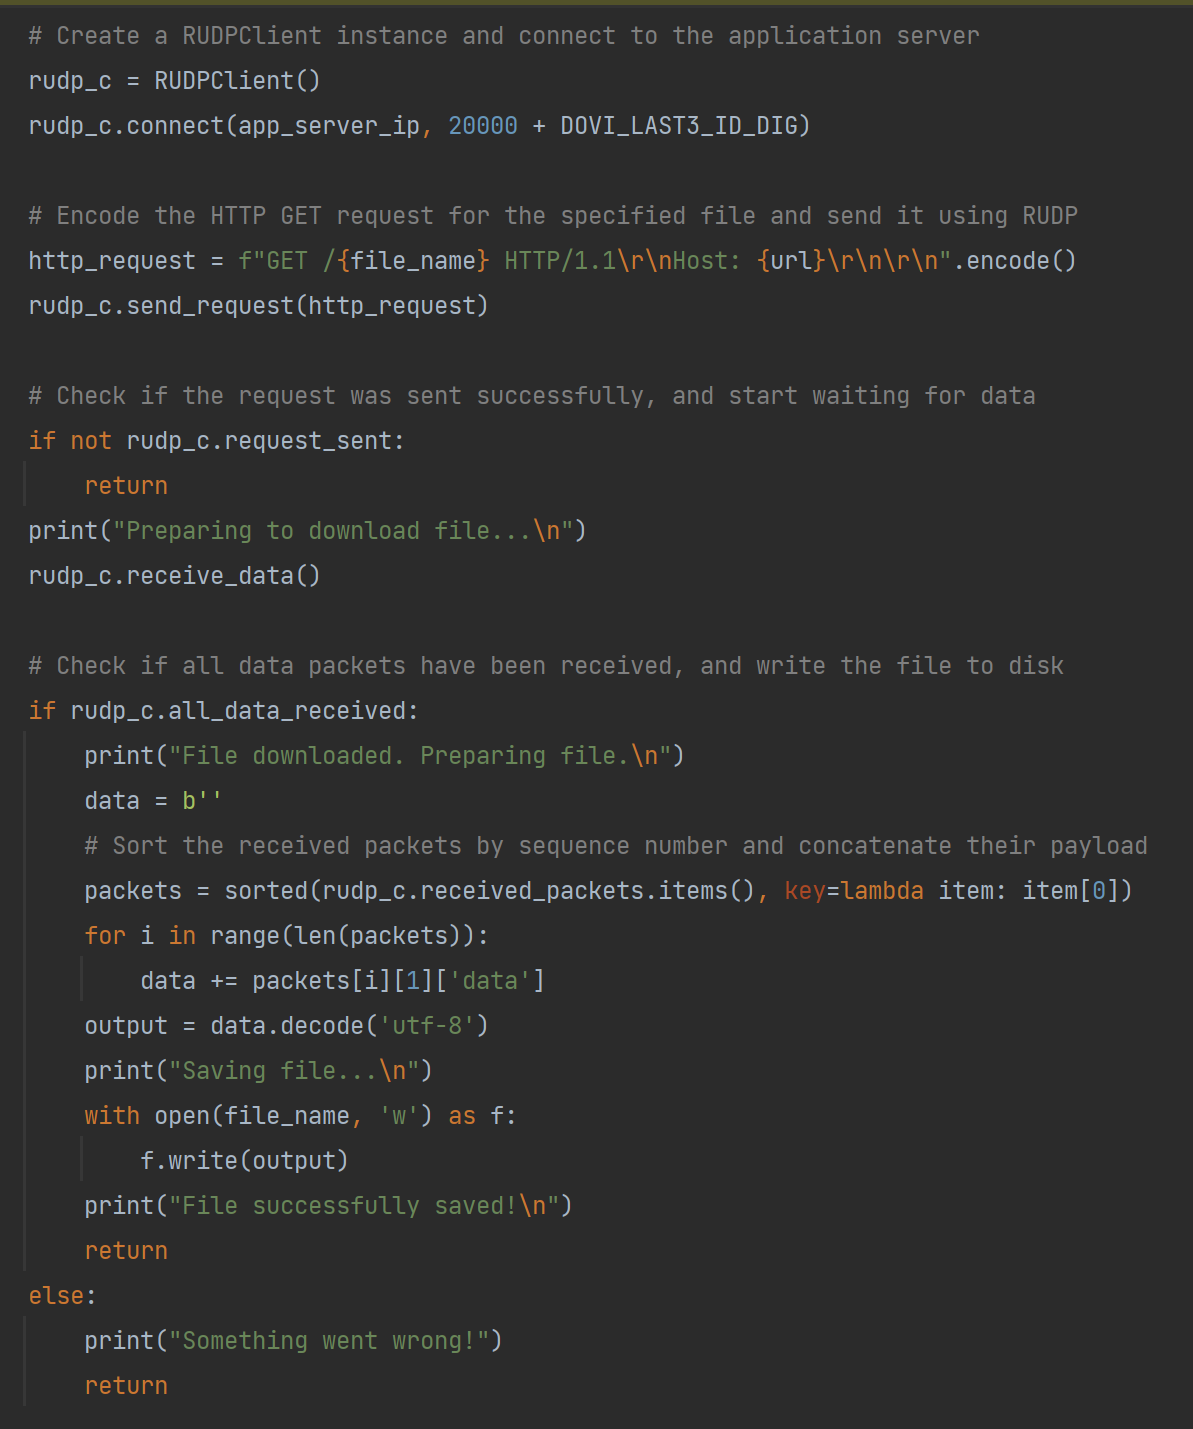 # Create a RUDPClient instance and connect to the application server
rudp_c = RUDPClient()
rudp_c.connect(app_server_ip, 20000 + DOVI_LAST3_ID_DIG)
# Encode the HTTP GET request for the specified file and send it using RUDP
http_request = f"GET /{file_name} HTTP/1.1\r\nHost: {url}\r\n\r\n".encode()
rudp_c.send_request(http_request)
# Check if the request was sent successfully, and start waiting for data
if not rudp_c.request_sent:
    return
print("Preparing to download file...\n")
rudp_c.receive_data()
# Check if all data packets have been received, and write the file to disk
if rudp_c.all_data_received:
    print("File downloaded. Preparing file.\n")
    data = b''
    # Sort the received packets by sequence number and concatenate their payload
    packets = sorted(rudp_c.received_packets.items(), key=lambda item: item[0])
    for i in range(len(packets)):
        data += packets[i][1]['data']
    output = data.decode('utf-8')
    print("Saving file...\n")
    with open(file_name, 'w') as f:
        f.write(output)
    print("File successfully saved!\n")
    return
else:
    print("Something went wrong!")
    return